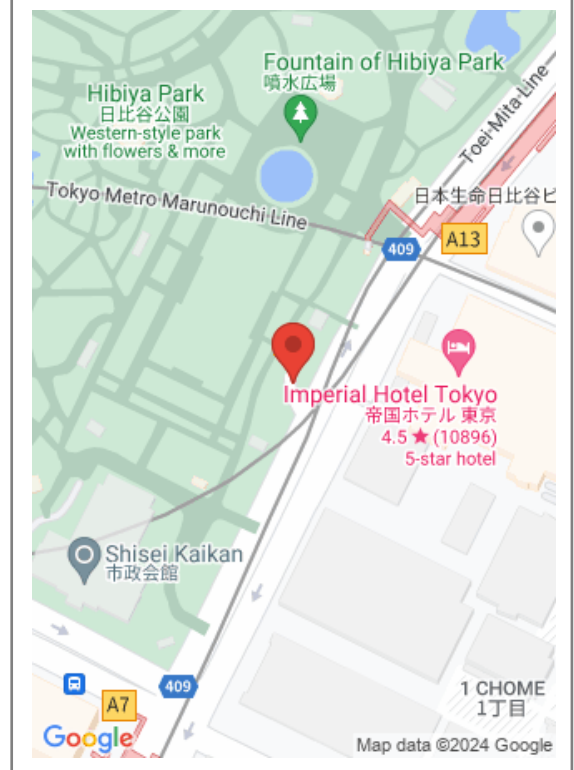 Fountain of Hibiya Park
噴水広場
Hibiya Park
日比谷公園
Western-style park
with flowers & more
Toei Mita Line
Tokyo Metro Marunouchi Line
日本生命日比谷ビ
A13
409
Imperial Hotel Tokyo
帝国ホテル 東京
4.5 ★ (10896)
5-star hotel
Shisei Kaikan
市政会館
409
A7
1 CHOME
1丁目
Google
Map data ©2024 Google